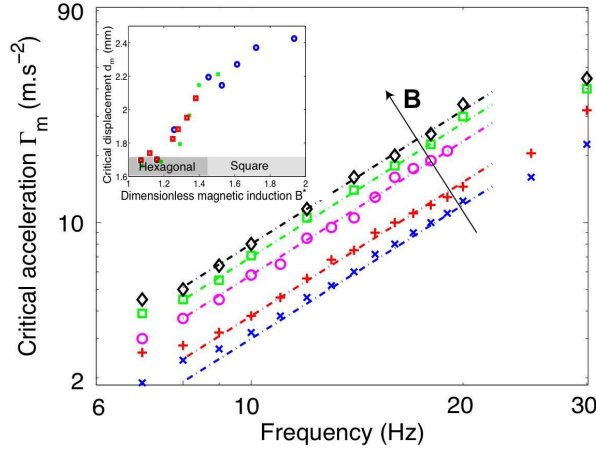 90
Critical acceleration Γm (m.s-2)
10
2
6
10
20
30
Frequency (Hz)
B
Critical displacement dm (mm)
2.4
2.2
2
1.8
1.6
Hexagonal
Square
1
1.2
1.4
1.6
1.8
2
Dimensionless magnetic induction B*